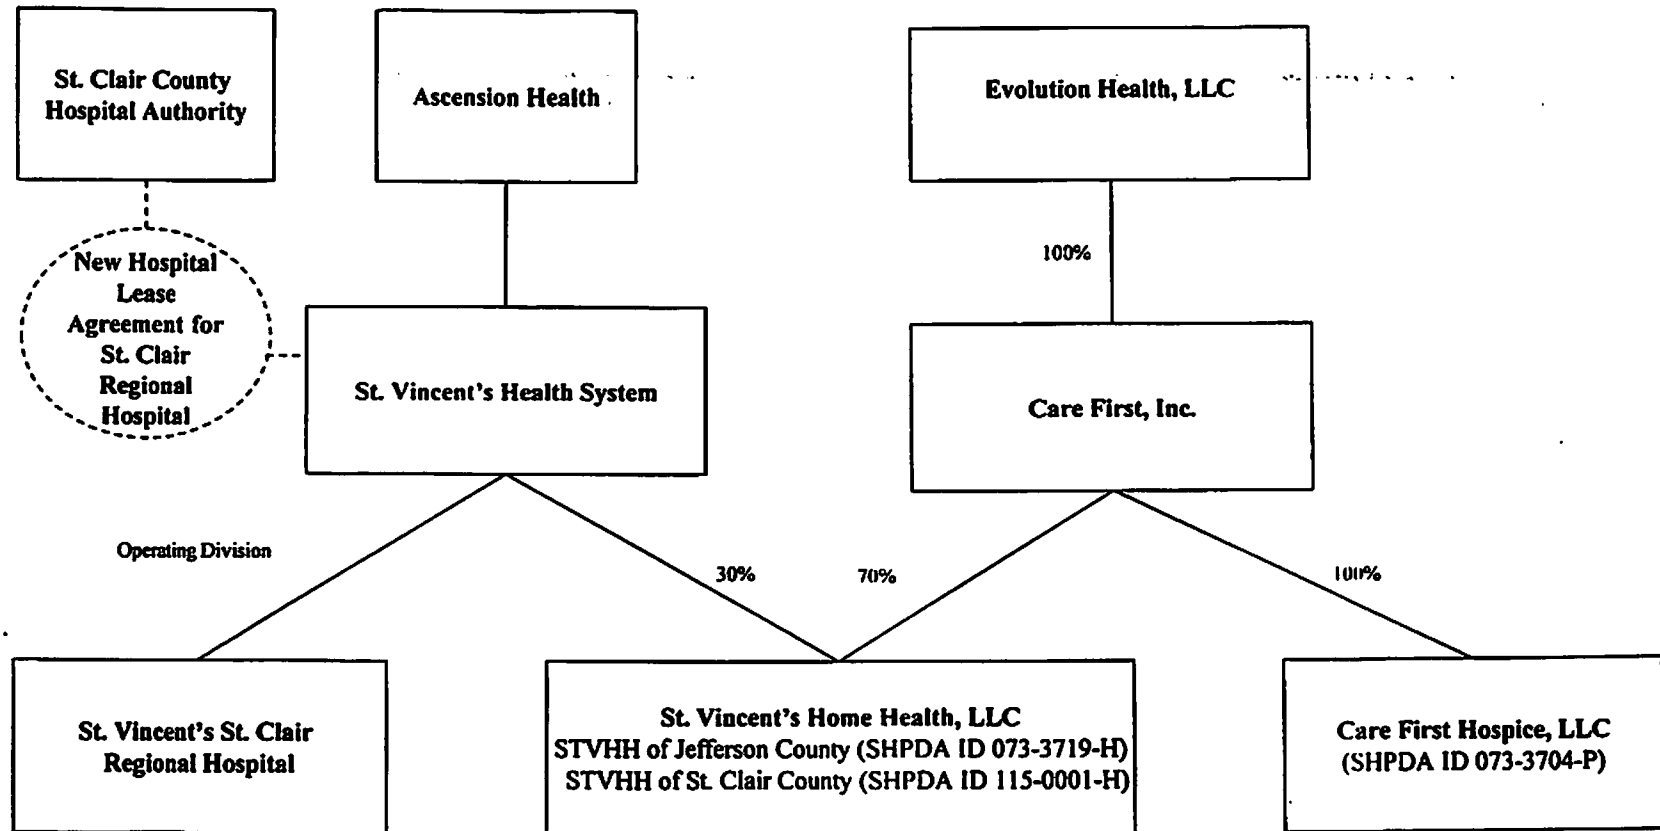 St. Clair County
Hospital Authority
Ascension Health
Evolution Health, LLC
New Hospital
Lease
Agreement for
St. Clair
Regional
Hospital
100%
St. Vincent's Health System
Care First, Inc.
Operating Division
30%
70%
100%
St. Vincent's St. Clair
Regional Hospital
St. Vincent's Home Health, LLC
STVHH of Jefferson County (SHPDA ID 073-3719-H)
STVHH of St. Clair County (SHPDA ID 115-0001-H)
Care First Hospice, LLC
(SHPDA ID 073-3704-P)